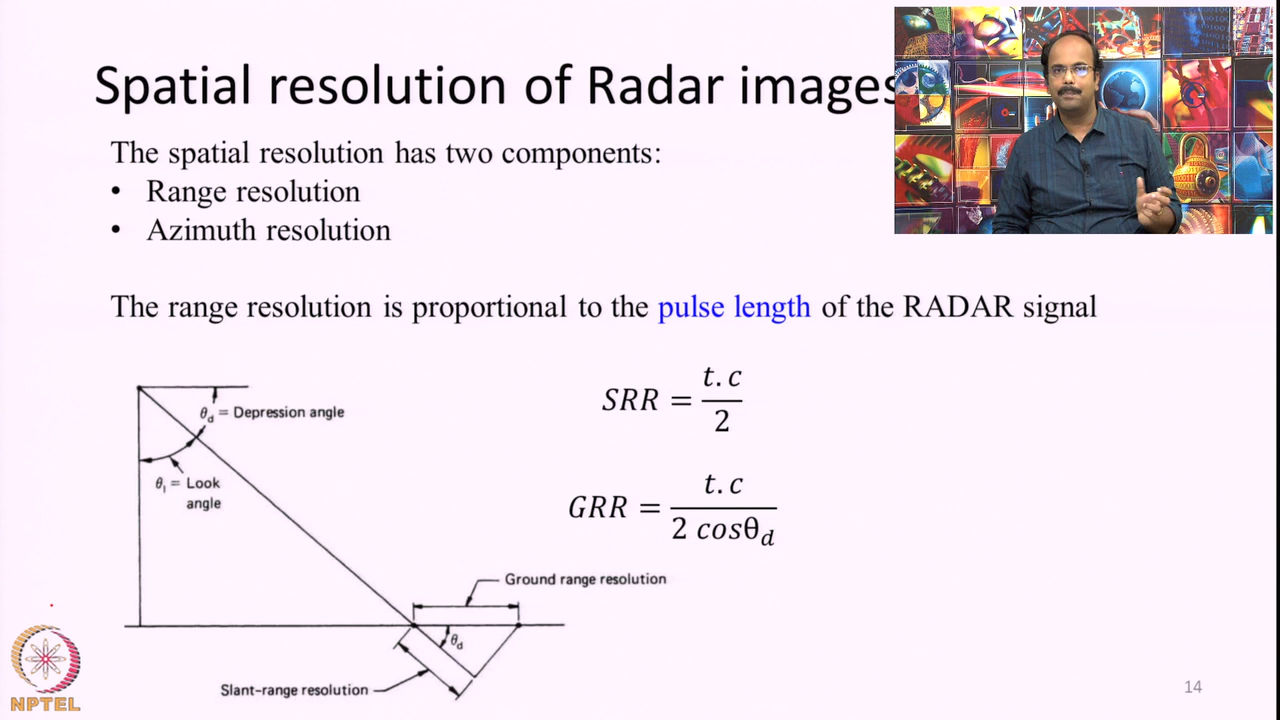 Spatial resolution of Radar images
The spatial resolution has two components:
• Range resolution
• Azimuth resolution
The range resolution is proportional to the pulse length of the RADAR signal
SRR = t.c / 2
GRR = t.c / 2 cosθd
θd = Depression angle
θl = Look
angle
Ground range resolution
θd
Slant-range resolution
NPTEL
14